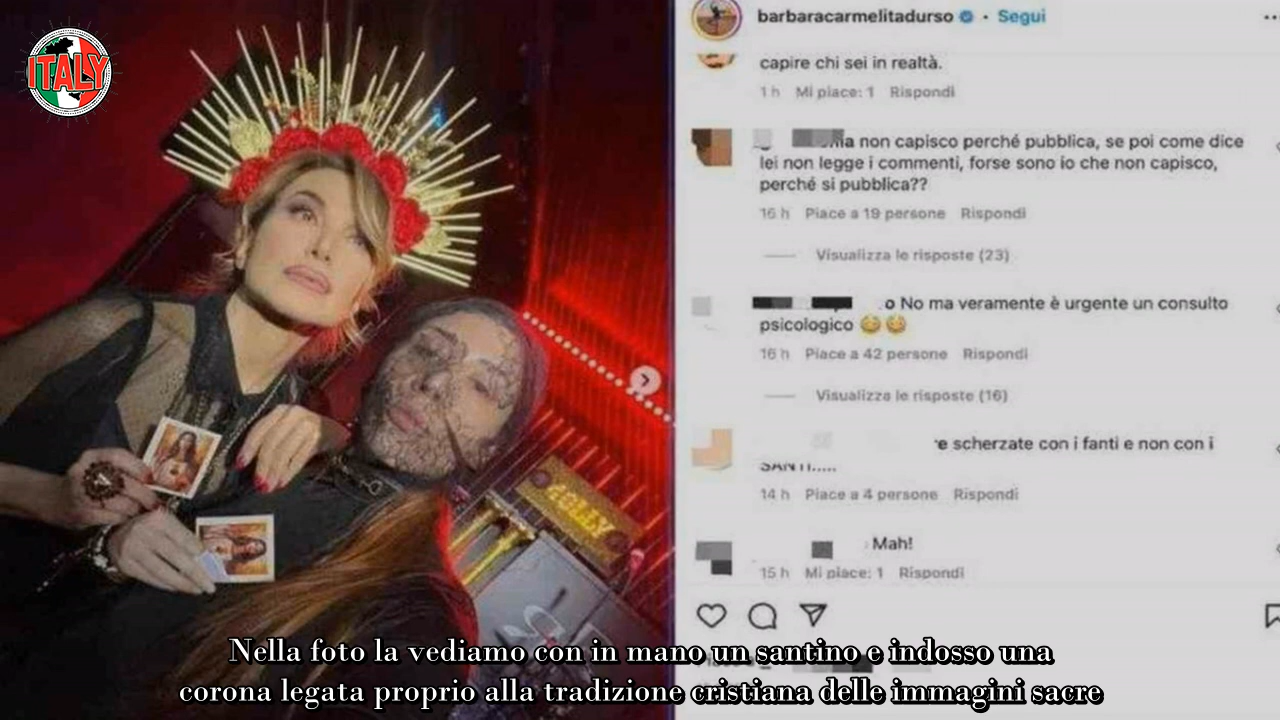 ITALY
barbaracarmelitadurso • Segui
capire chi sei in realtà.
1 h Mi piace: 1 Rispondi
non capisco perché pubblica, se poi come dice
lei non legge i commenti, forse sono io che non capisco,
perché si pubblica??
16 h Piace a 19 persone Rispondi
Visualizza le risposte (23)
No ma veramente è urgente un consulto
psicologico
16 h Piace a 42 persone Rispondi
Visualizza le risposte (16)
e scherzate con i fanti e non con i
SANTI.....
14 h Piace a 4 persone Rispondi
Mah!
15 h Mi piace: 1 Rispondi
Nella foto la vediamo con in mano un santino e indosso una
corona legata proprio alla tradizione cristiana delle immagini sacre